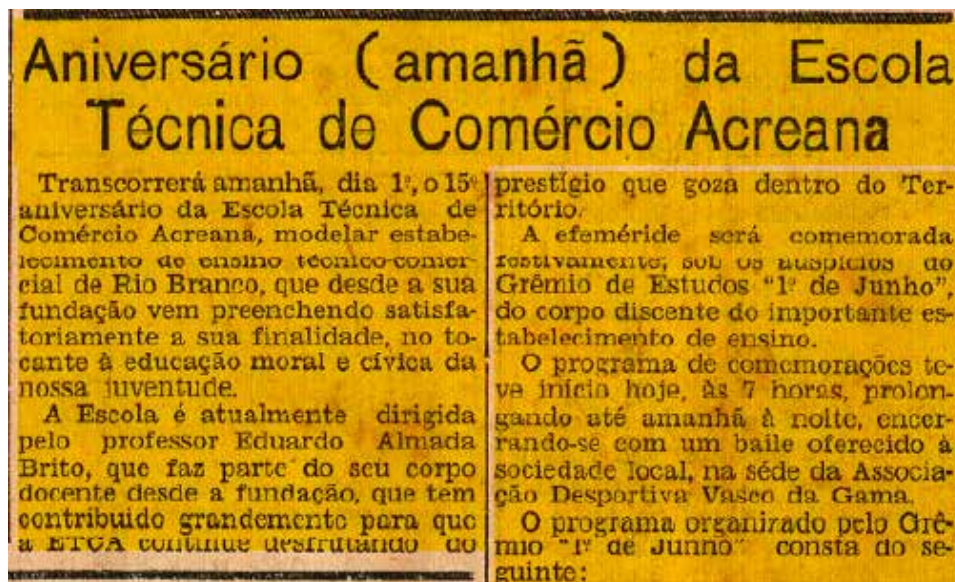 Aniversário (amanhã) da Escola
Técnica de Comércio Acreana
Transcorrerá amanhã, dia 1º, o 15º
aniversário da Escola Técnica de
Comércio Acreana, modelar estabe-
lecimento de ensino técnico-comer-
cial de Rio Branco, que desde a sua
fundação vem preenchendo satisfa-
toriamente a sua finalidade, no to-
cante à educação moral e cívica da
nossa juventude.
A Escola é atualmente dirigida
pelo professor Eduardo Almada
Brito, que faz parte do seu corpo
docente desde a fundação, que tem
contribuido grandemente para que
a ETCA continue desfrutando do
prestígio que goza dentro do Ter-
ritório.
A efeméride será comemorada
festivamente, sob os auspícios do
Grêmio de Estudos "1º de Junho",
do corpo discente do importante es-
tabelecimento de ensino.
O programa de comemorações te-
ve inicio hoje, às 7 horas, prolon-
gando até amanhã à noite, encer-
rando-se com um baile oferecido à
sociedade local, na séde da Associa-
ção Desportiva Vasco da Gama.
O programa organizado pelo Grê-
mio "1º de Junho" consta do se-
guinte: